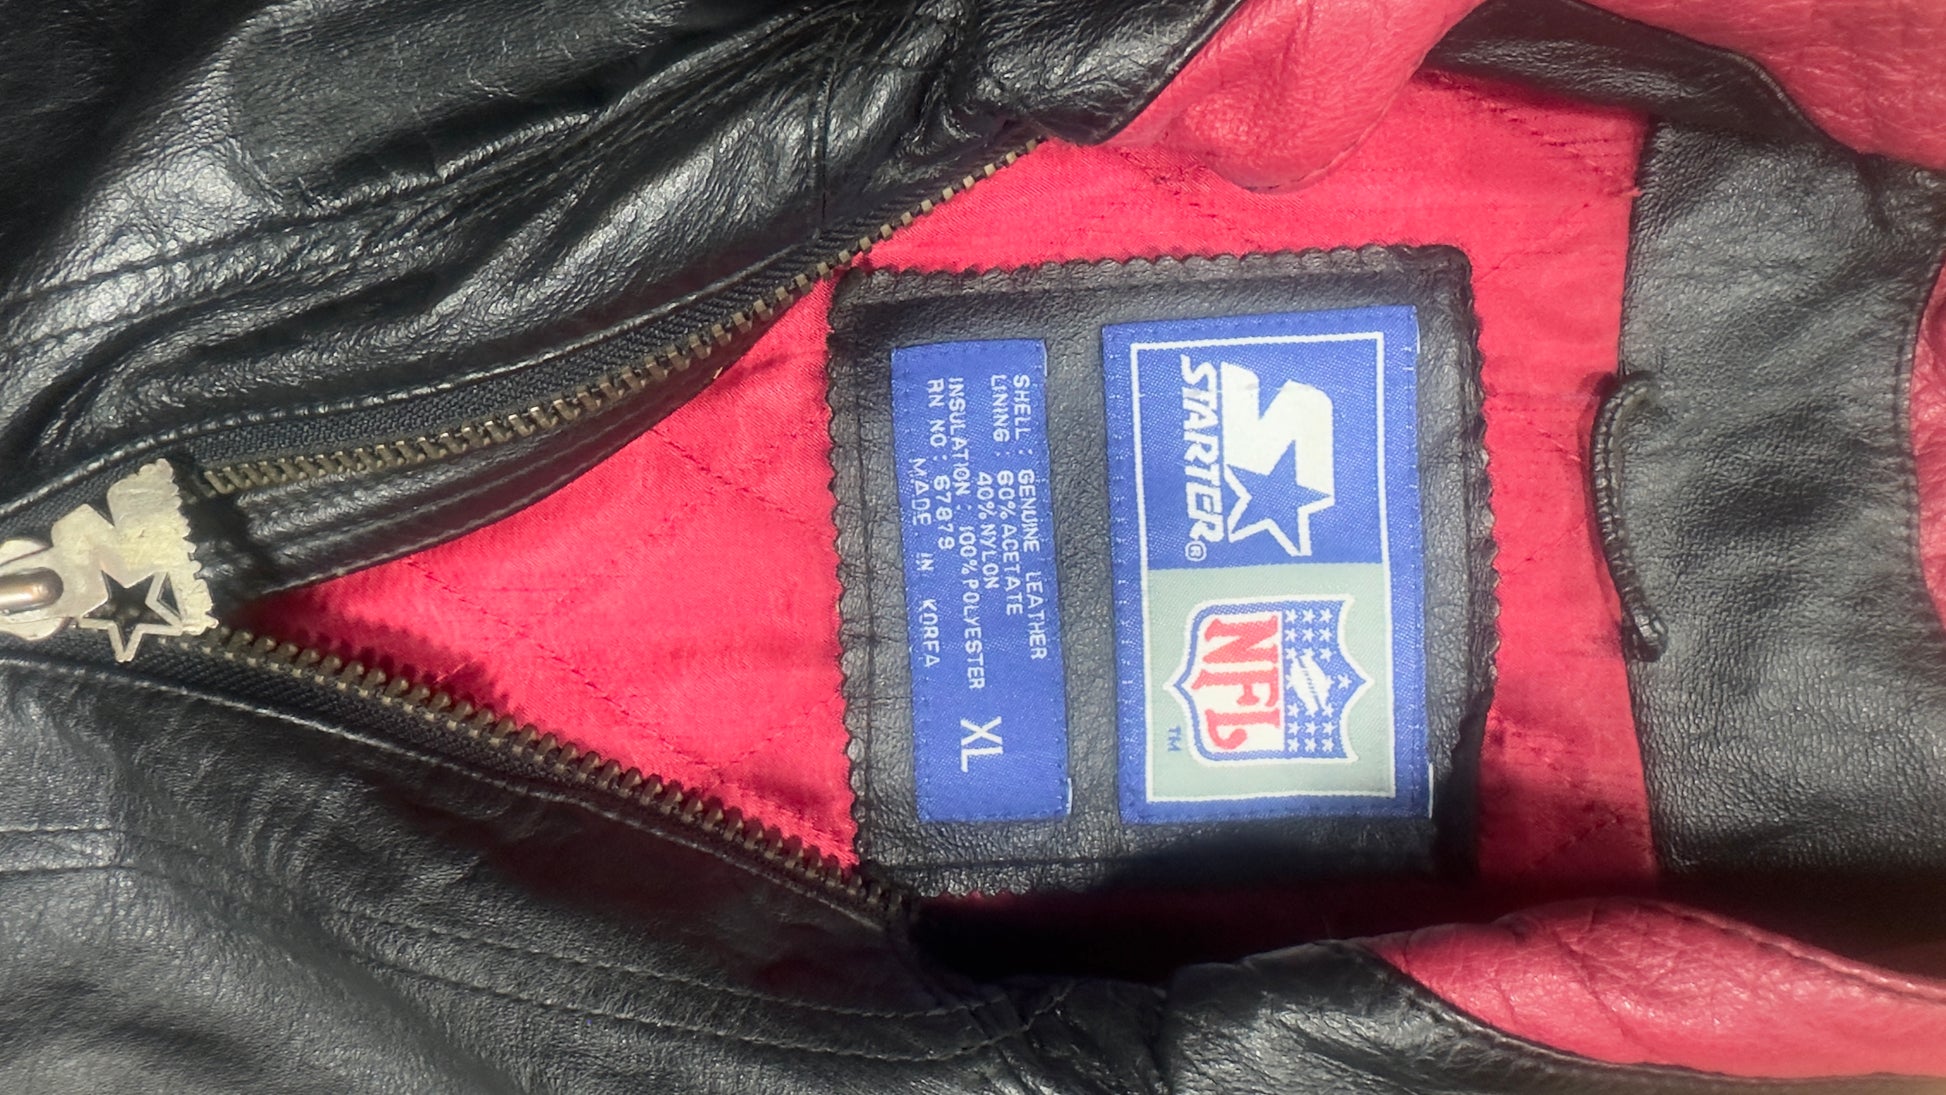 STARTER®
NFL
TM
SHELL : GENUINE LEATHER
LINING : 60% ACETATE
40% NYLON
INSULATION : 100% POLYESTER
RN NO : 67879
MADE IN KOREA
XL